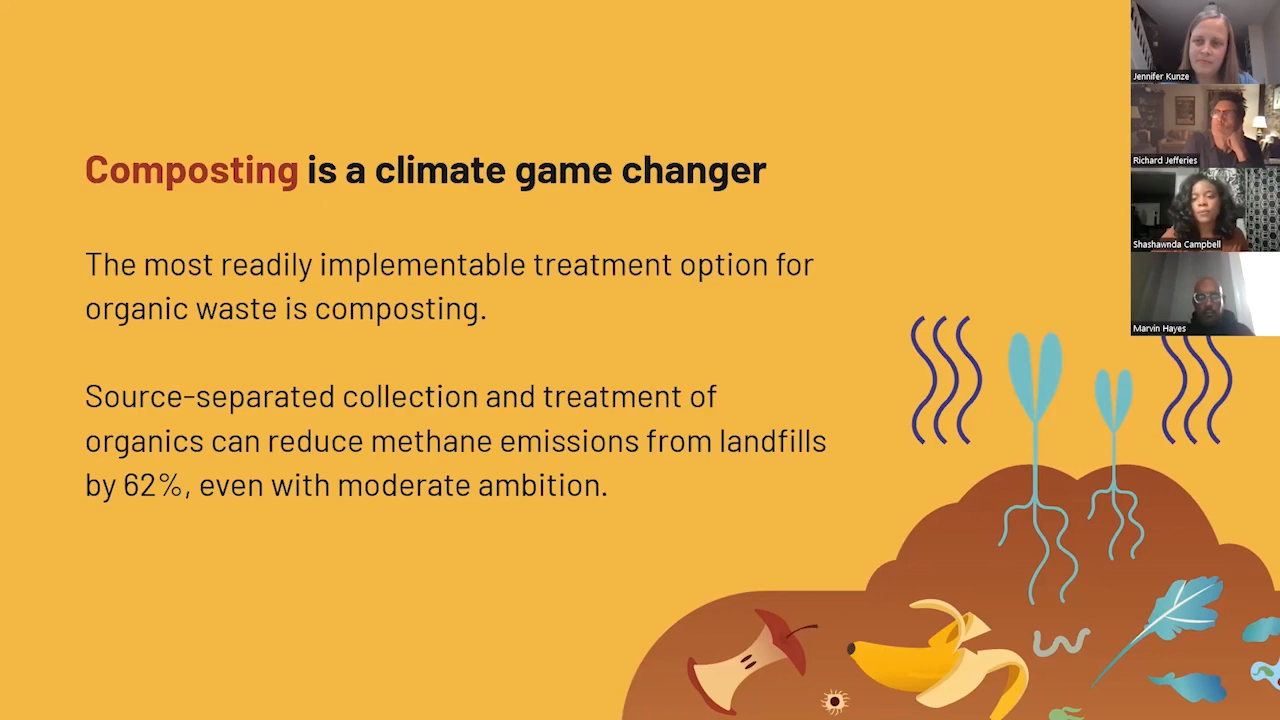 Composting is a climate game changer
The most readily implementable treatment option for
organic waste is composting.
Source-separated collection and treatment of
organics can reduce methane emissions from landfills
by 62%, even with moderate ambition.
Jennifer Kunze
Richard Jefferies
Shashawnda Campbell
Marvin Hayes